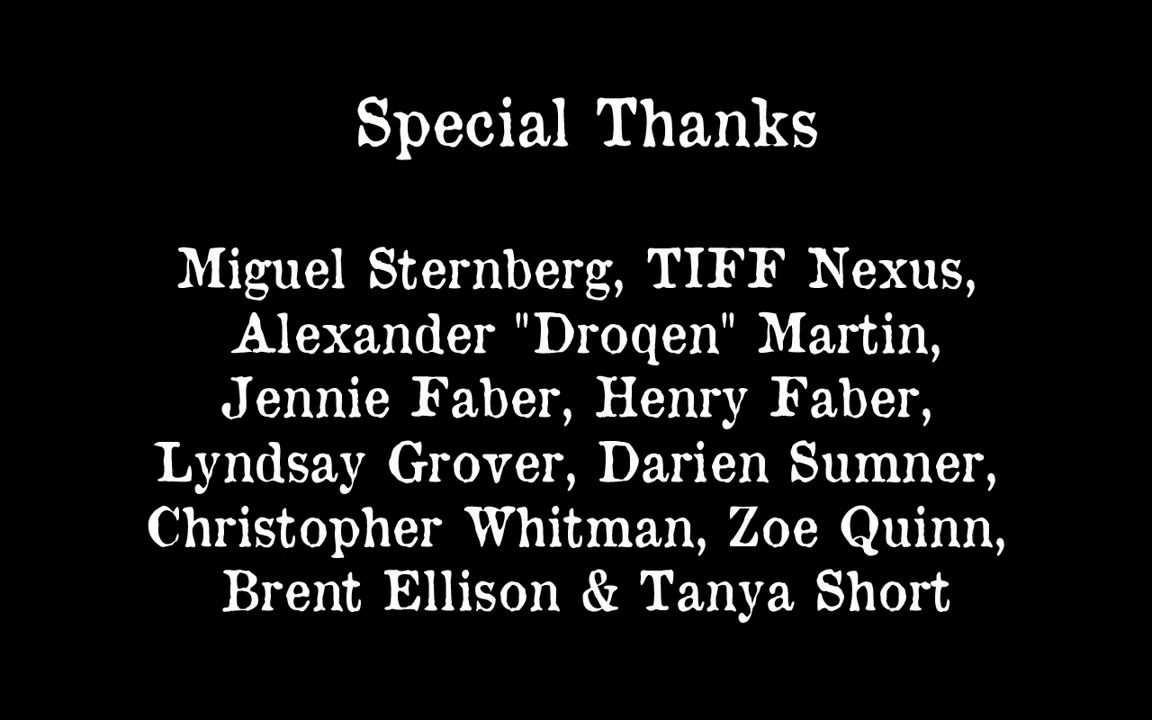 Special Thanks
Miguel Sternberg, TIFF Nexus,
Alexander "Droqen" Martin,
Jennie Faber, Henry Faber,
Lyndsay Grover, Darien Sumner,
Christopher Whitman, Zoe Quinn,
Brent Ellison & Tanya Short